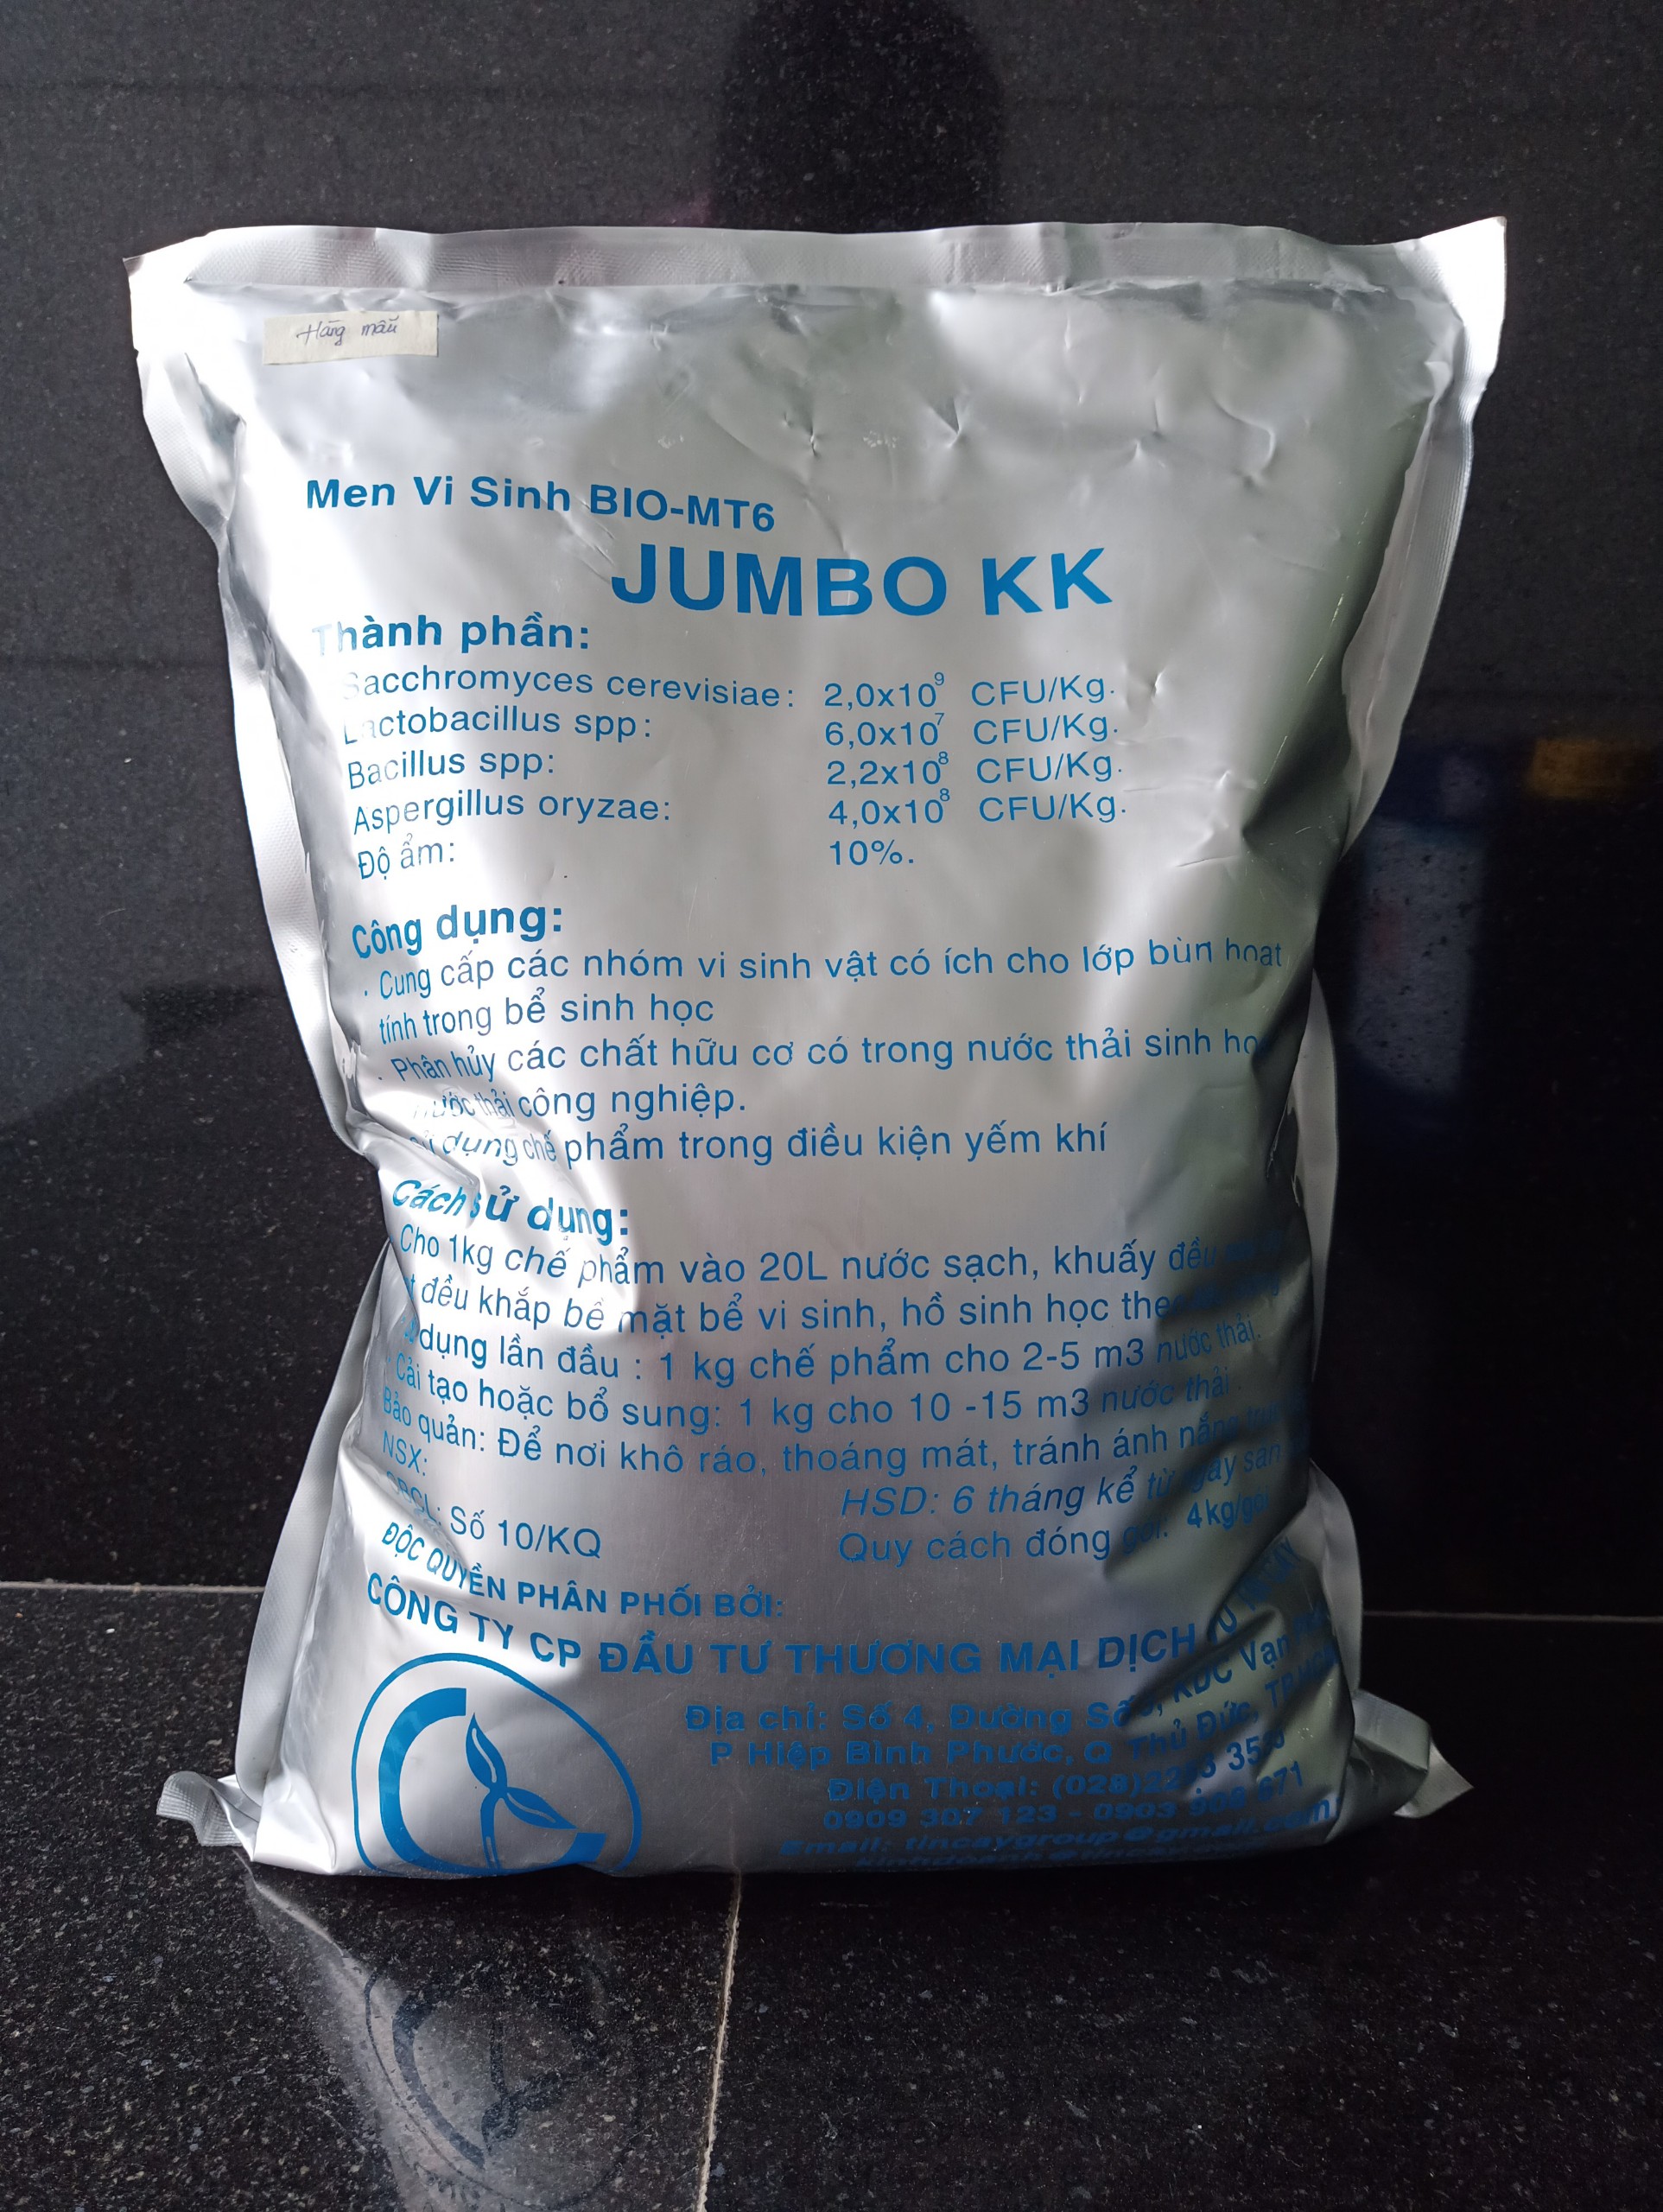 Hàng mẫu
Men Vi Sinh BIO-MT6
JUMBO KK
Thành phần:
Sacchromyces cerevisiae: 2,0x10⁹ CFU/Kg.
Lactobacillus spp: 6,0x10⁷ CFU/Kg.
Bacillus spp: 2,2x10⁸ CFU/Kg.
Aspergillus oryzae: 4,0x10⁸ CFU/Kg.
Độ ẩm: 10%.
Công dụng:
· Cung cấp các nhóm vi sinh vật có ích cho lớp bùn hoạt
tính trong bể sinh học
· Phân hủy các chất hữu cơ có trong nước thải sinh
nước thải công nghiệp.
dụng chế phẩm trong điều kiện yếm khí
Cách sử dụng:
Cho 1kg chế phẩm vào 20L nước sạch, khuấy đều
đều khắp bề mặt bể vi sinh, hồ sinh học
dụng lần đầu : 1 kg chế phẩm cho 2-5 m3 nước thải.
Cải tạo hoặc bổ sung: 1 kg cho 10 -15 m3 nước thải.
Bảo quản: Để nơi khô ráo, thoáng mát, tránh ánh nắng
NSX: HSD: 6 tháng kể từ ngày sản
Số 10/KQ Quy cách đóng gói: 4kg/gói
ĐỘC QUYỀN PHÂN PHỐI BỞI:
CÔNG TY CP ĐẦU TƯ THƯƠNG MẠI DỊCH
Địa chỉ: Số 4, Đường Số KDC Vạn
P Hiệp Bình Phước, Q Thủ Đức,
Điện Thoại: (028)
0909 307 123 - 0903
Email: tincaygroup@gmail.com